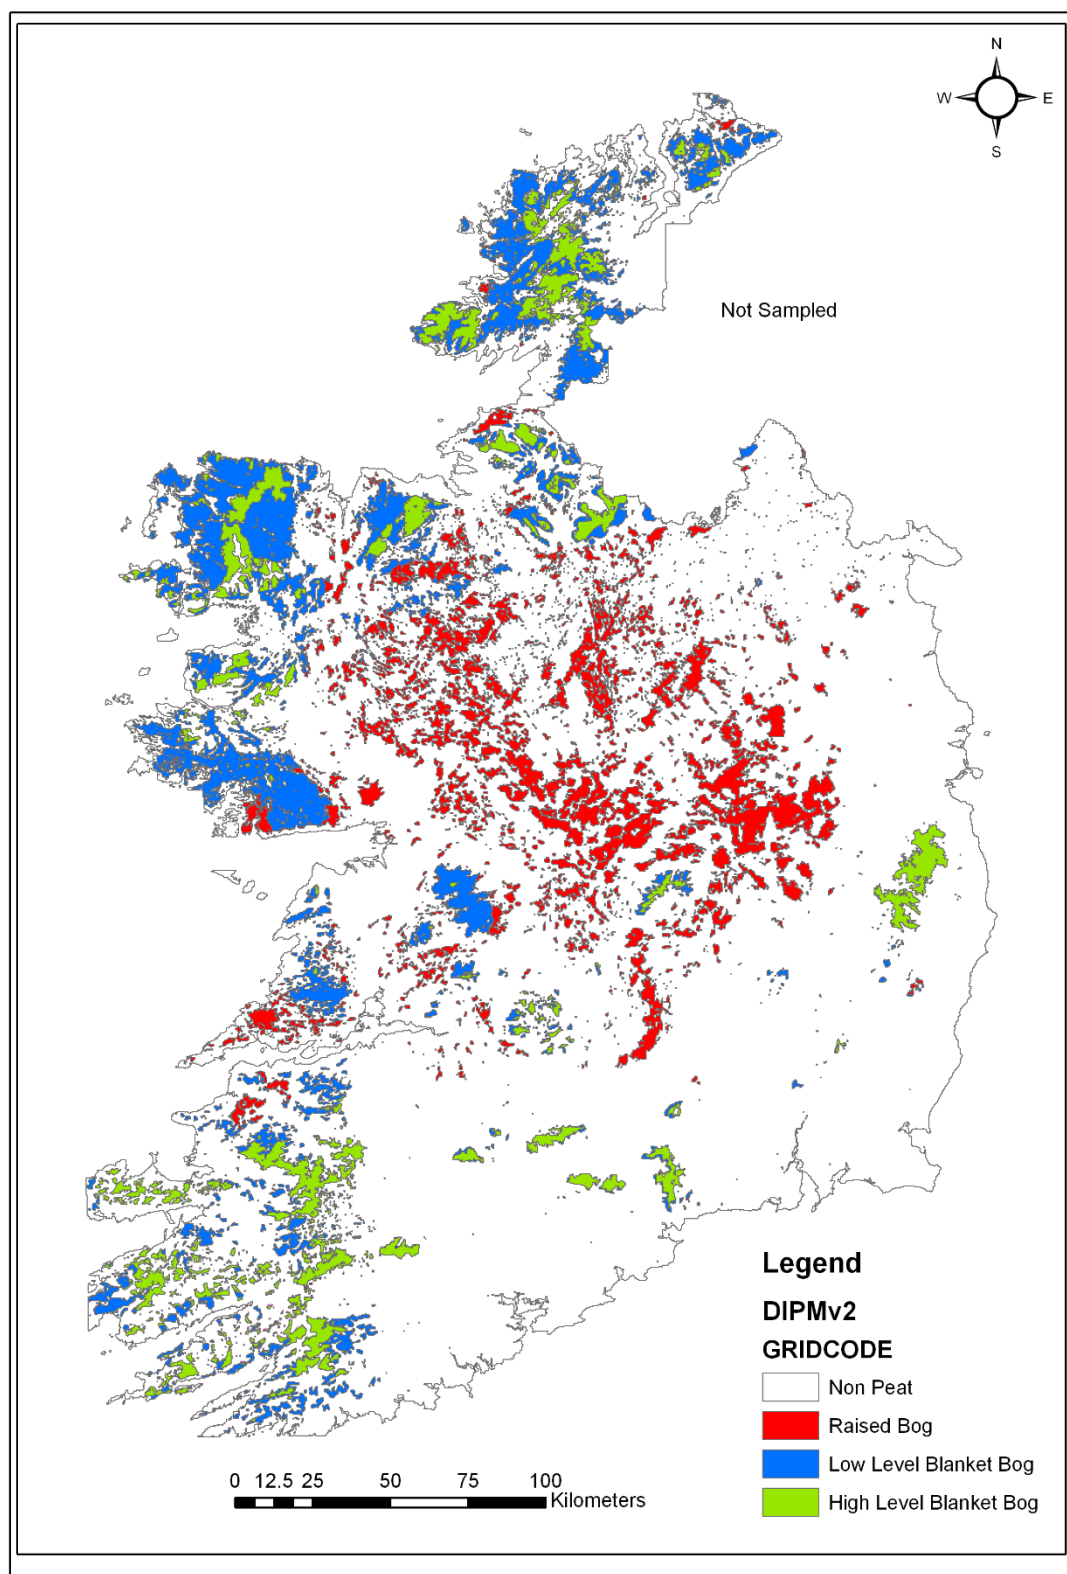 N
W E
S
Not Sampled
Legend
DIPMv2
GRIDCODE
Non Peat
Raised Bog
Low Level Blanket Bog
High Level Blanket Bog
0 12.5 25 50 75 100
Kilometers